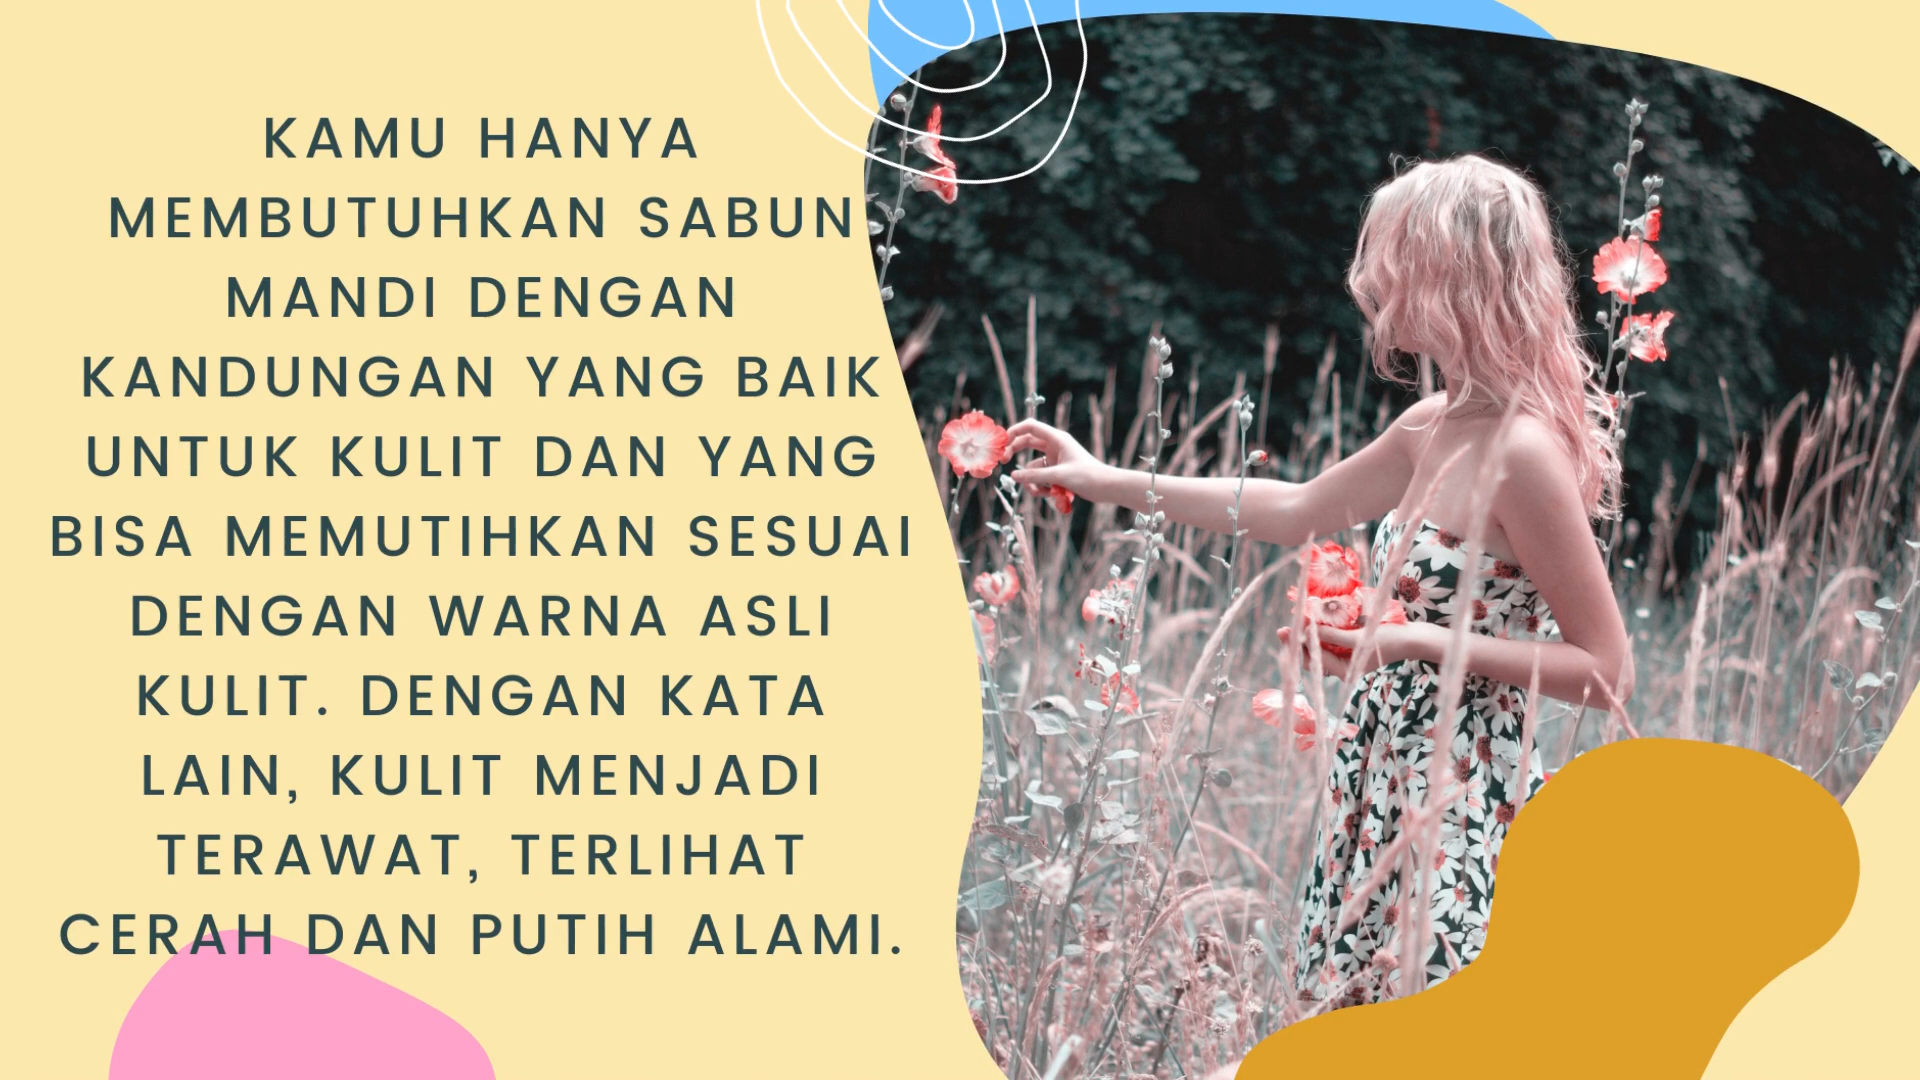 KAMU HANYA
MEMBUTUHKAN SABUN
MANDI DENGAN
KANDUNGAN YANG BAIK
UNTUK KULIT DAN YANG
BISA MEMUTIHKAN SESUAI
DENGAN WARNA ASLI
KULIT. DENGAN KATA
LAIN, KULIT MENJADI
TERAWAT, TERLIHAT
CERAH DAN PUTIH ALAMI.